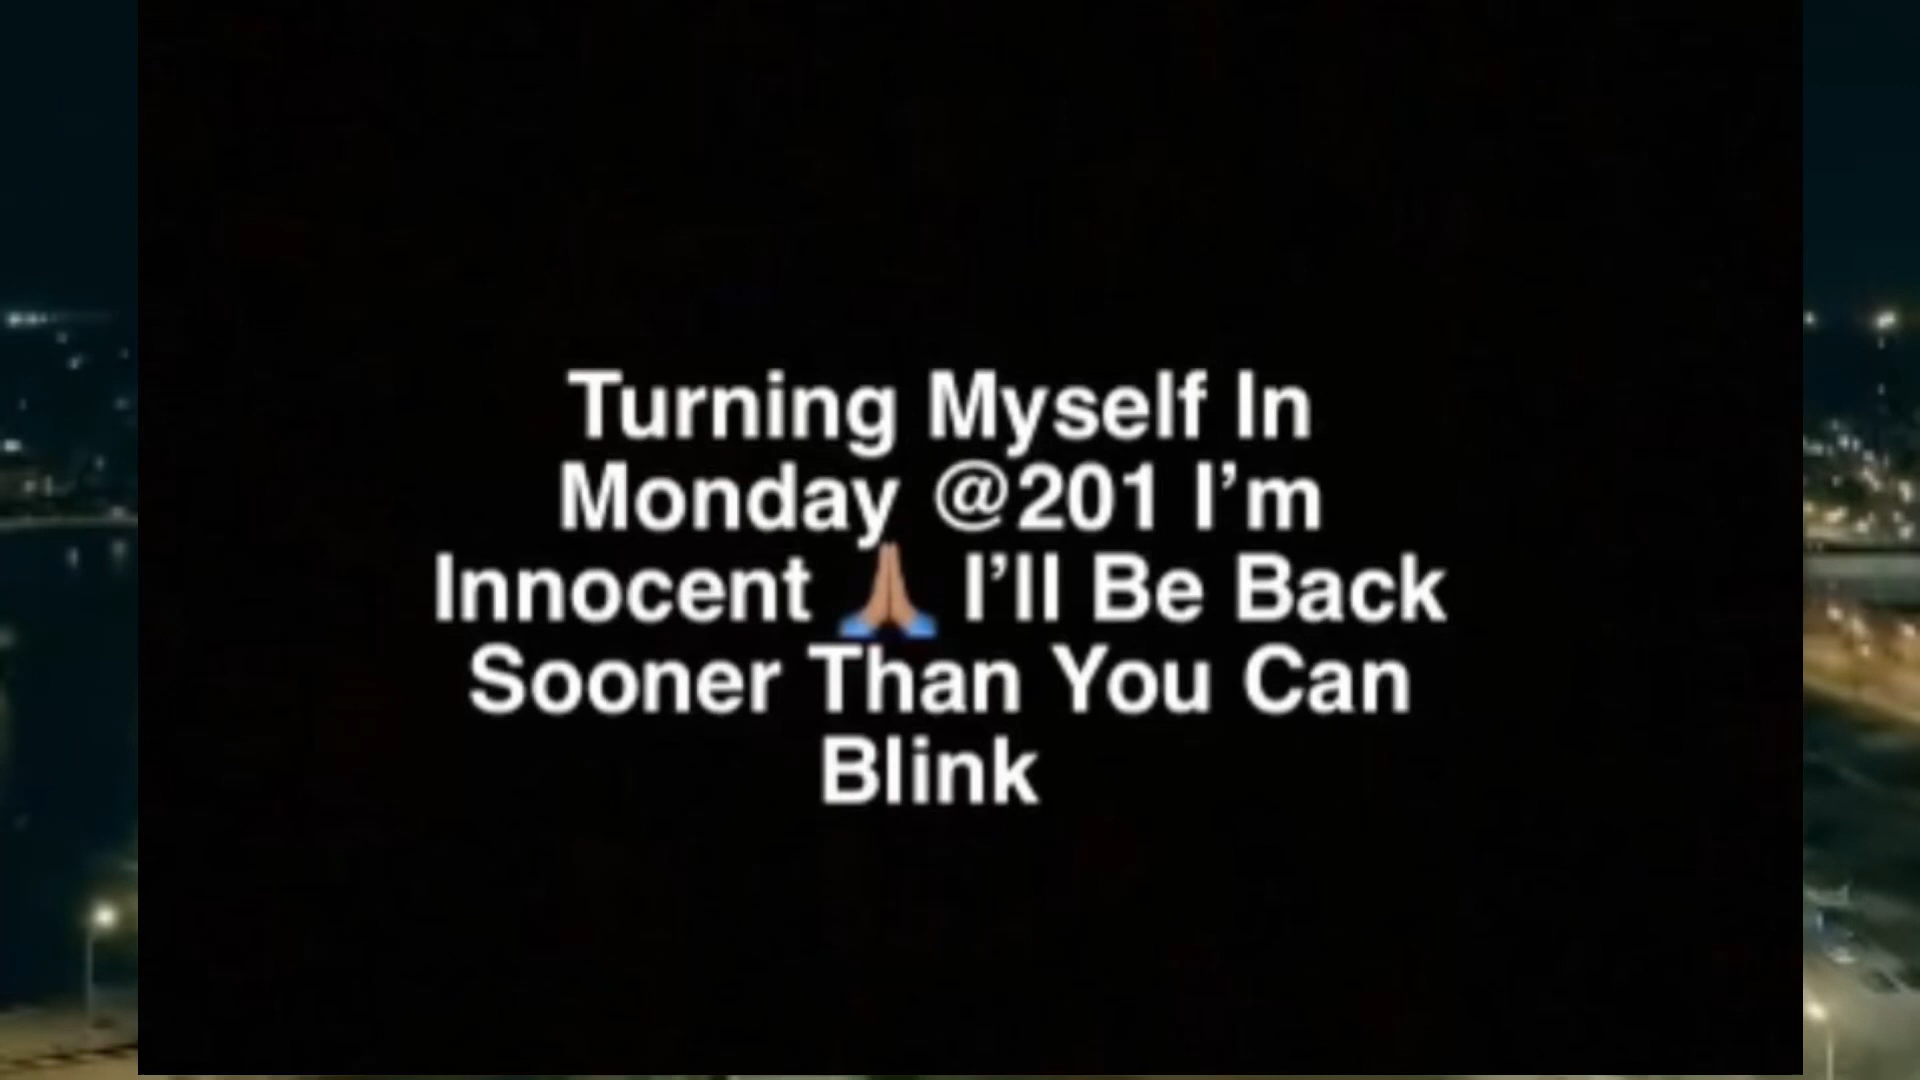 Turning Myself In
Monday @201 I’m
Innocent 🙏🏽 I’ll Be Back
Sooner Than You Can
Blink